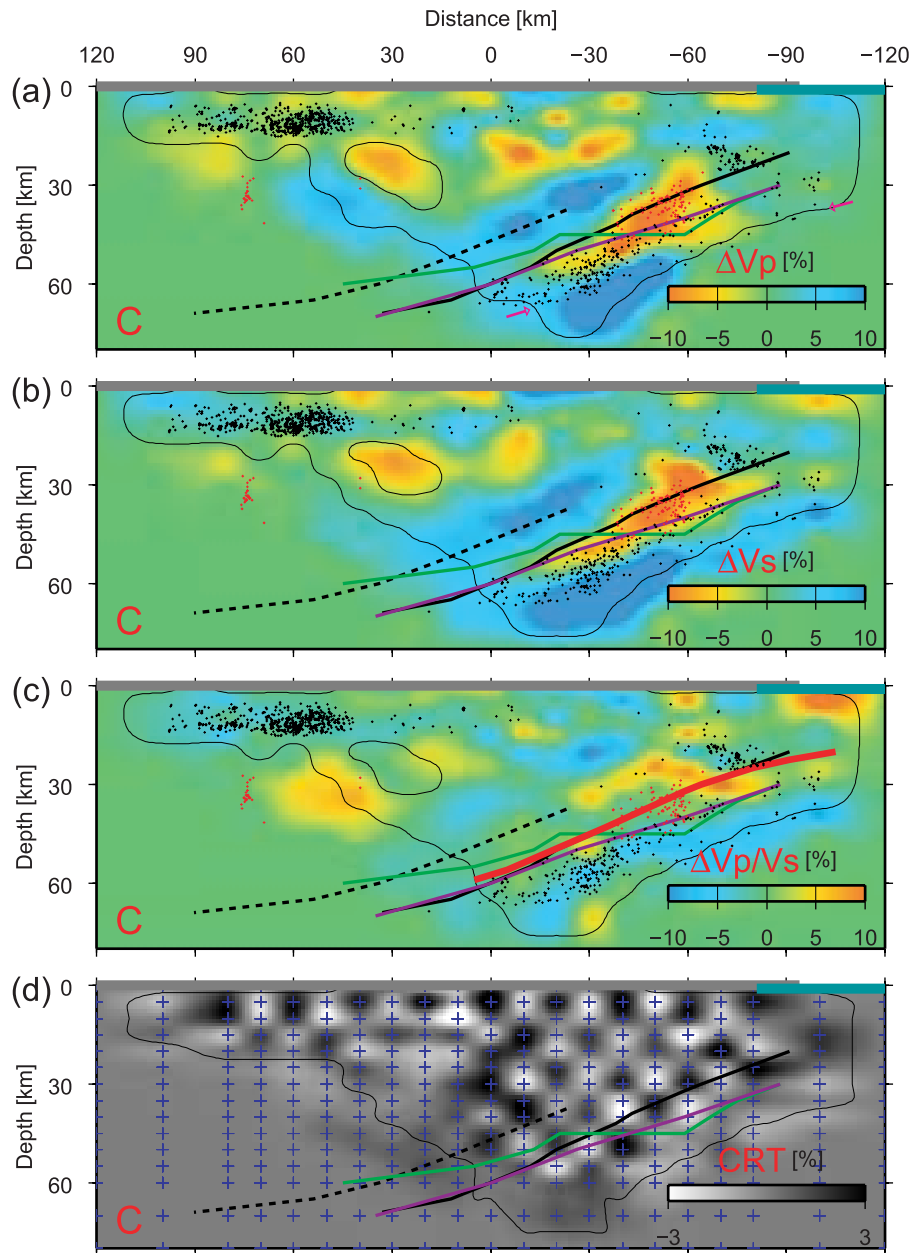 Distance [km]
120 90 60 30 0 −30 −60 −90 −120
(a)
0
30
60
Depth [km]
C
ΔVp [%]
−10 −5 0 5 10
(b)
0
30
60
Depth [km]
C
ΔVs [%]
−10 −5 0 5 10
(c)
0
30
60
Depth [km]
C
ΔVp/Vs [%]
−10 −5 0 5 10
(d)
0
30
60
Depth [km]
C
CRT [%]
−3 3